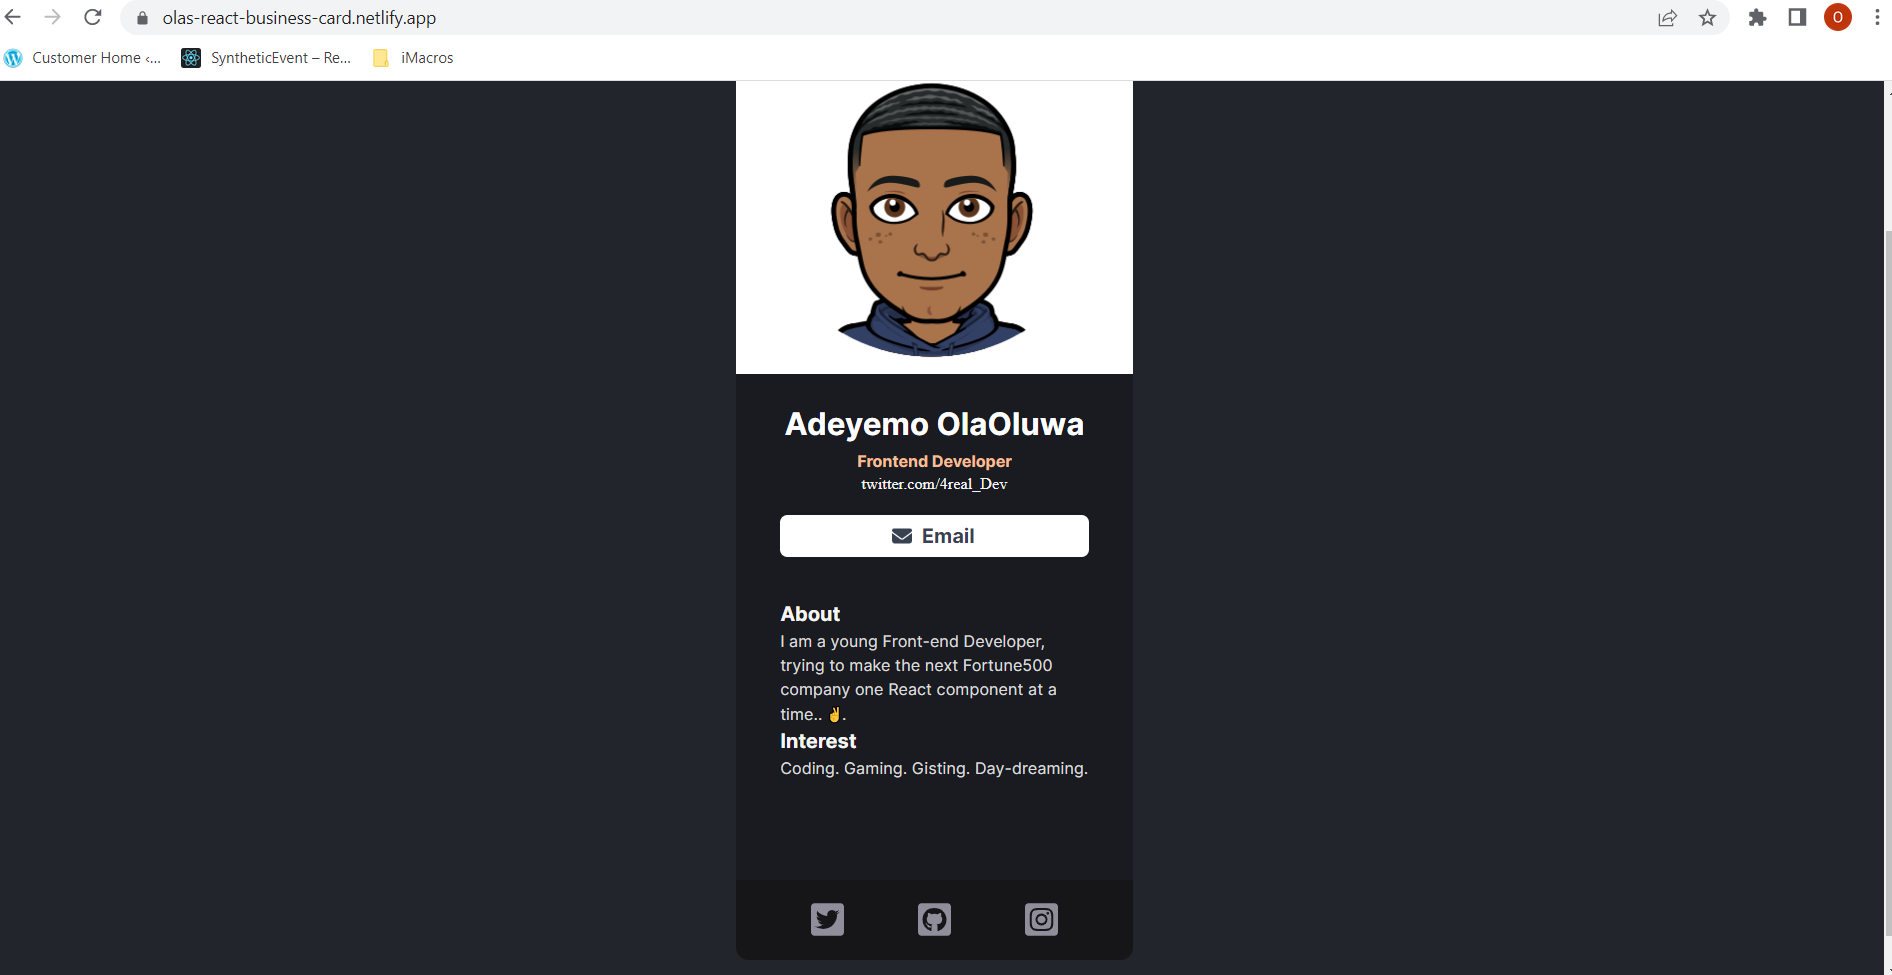 olas-react-business-card.netlify.app
O
Customer Home ‹... SyntheticEvent – Re... iMacros
Adeyemo OlaOluwa
Frontend Developer
twitter.com/4real_Dev
Email
About
I am a young Front-end Developer,
trying to make the next Fortune500
company one React component at a
time.. ✌.
Interest
Coding. Gaming. Gisting. Day-dreaming.